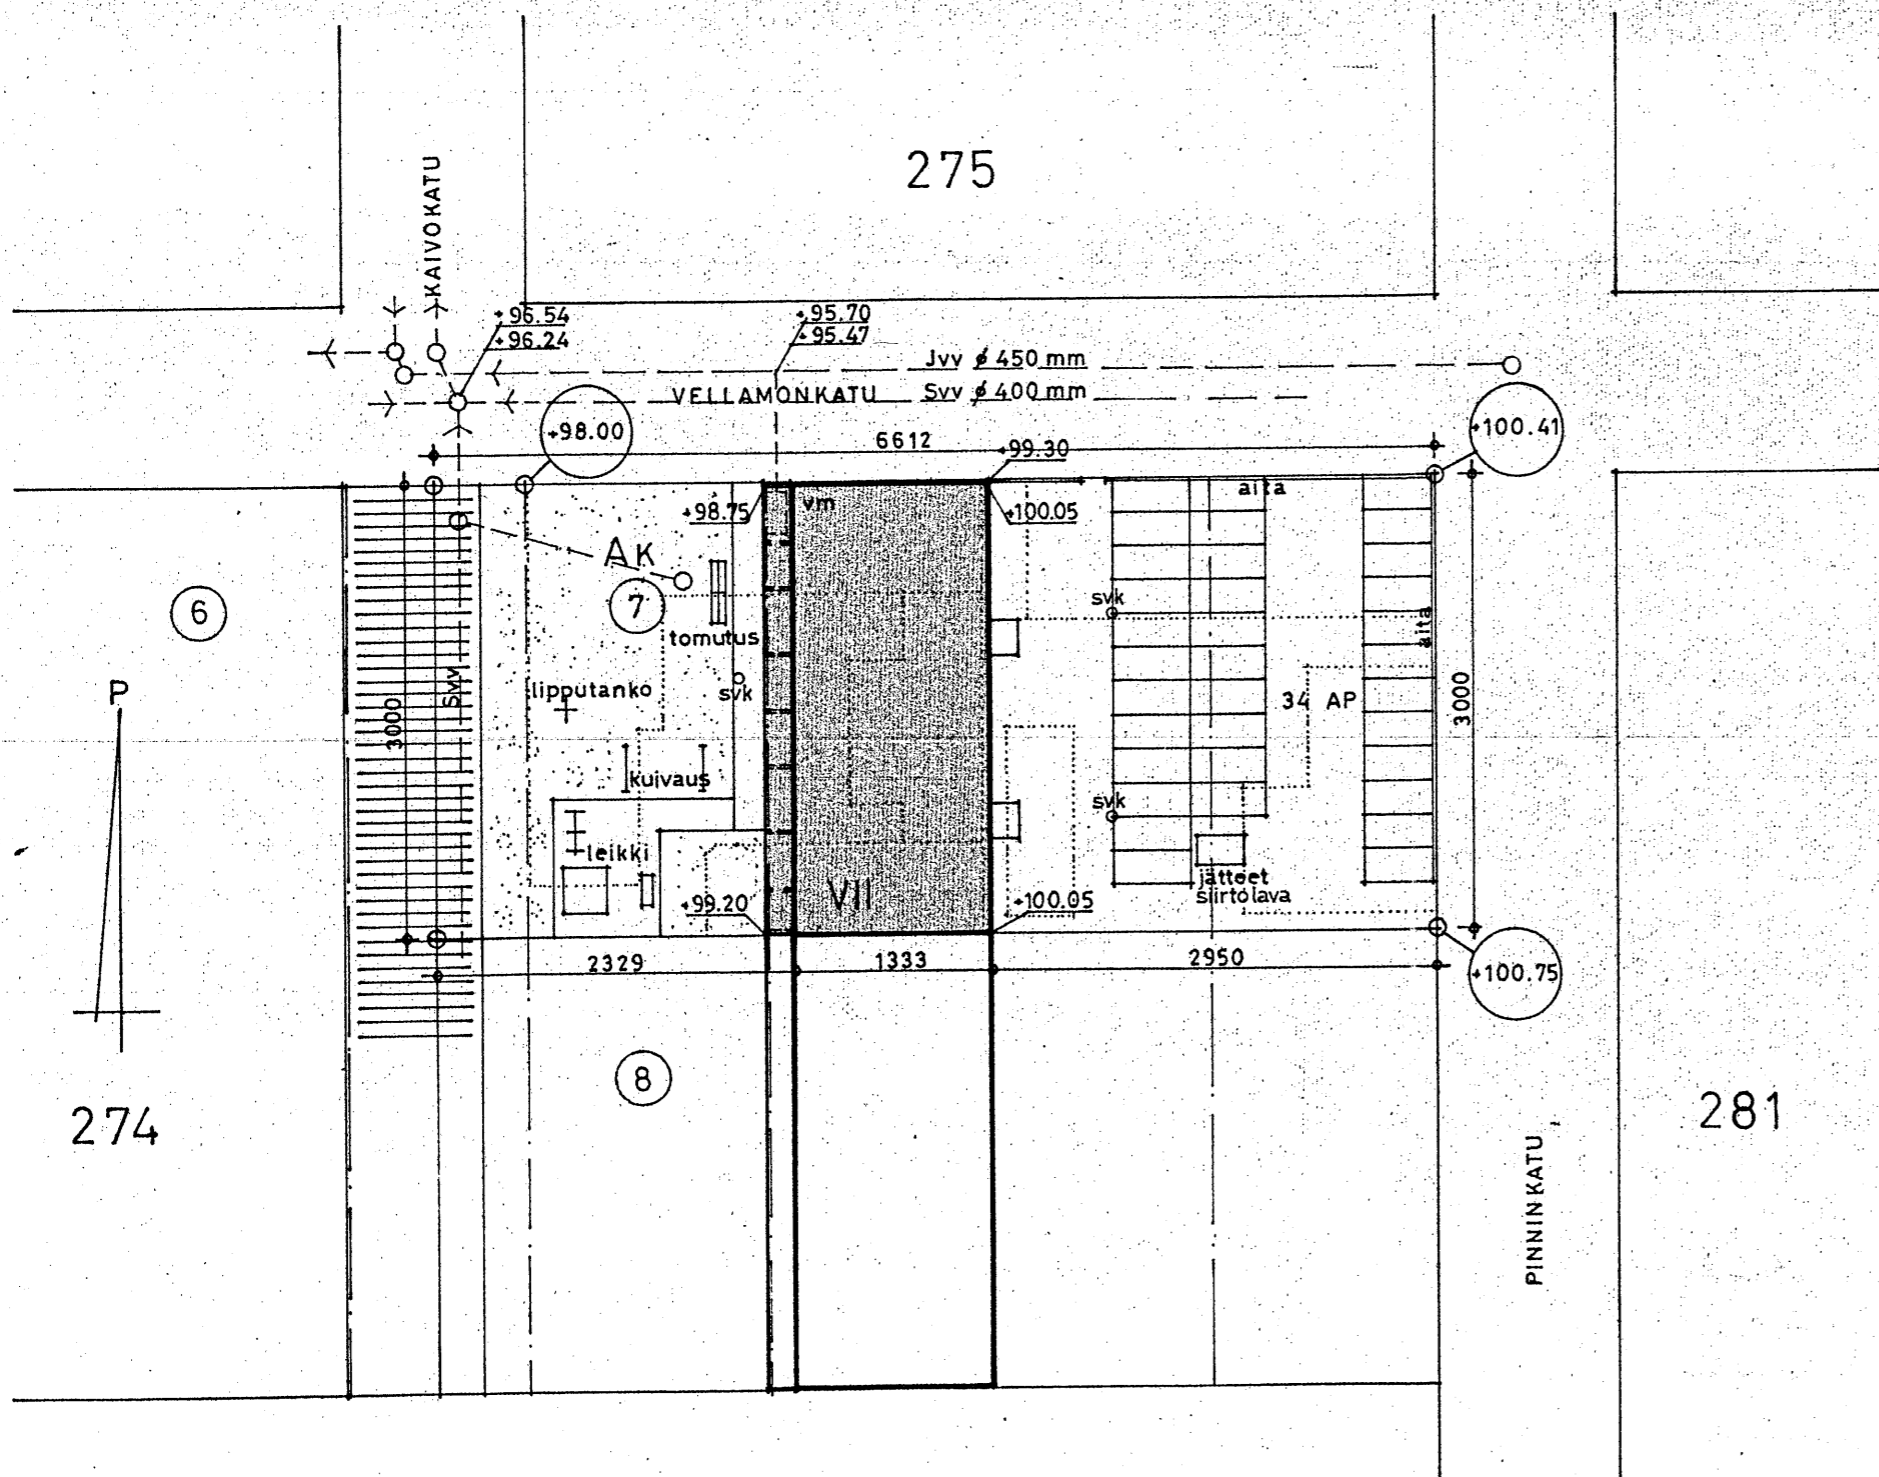 275
KAIVOKATU
+96.54
+96.24
+95.70
+95.47
Jvv ø 450 mm
VELLAMONKATU
Svv ø 400 mm
+98.00
6612
+99.30
+100.41
+98.75
vm
+100.05
aita
AK
6
7
svk
aita
tomutus
P
lipputanko
svk
Svv
3000
34 AP
3000
kuivaus
svk
leikki
jätteet
siirtolava
+99.20
VII
+100.05
2329
1333
2950
+100.75
8
274
281
PINNINKATU